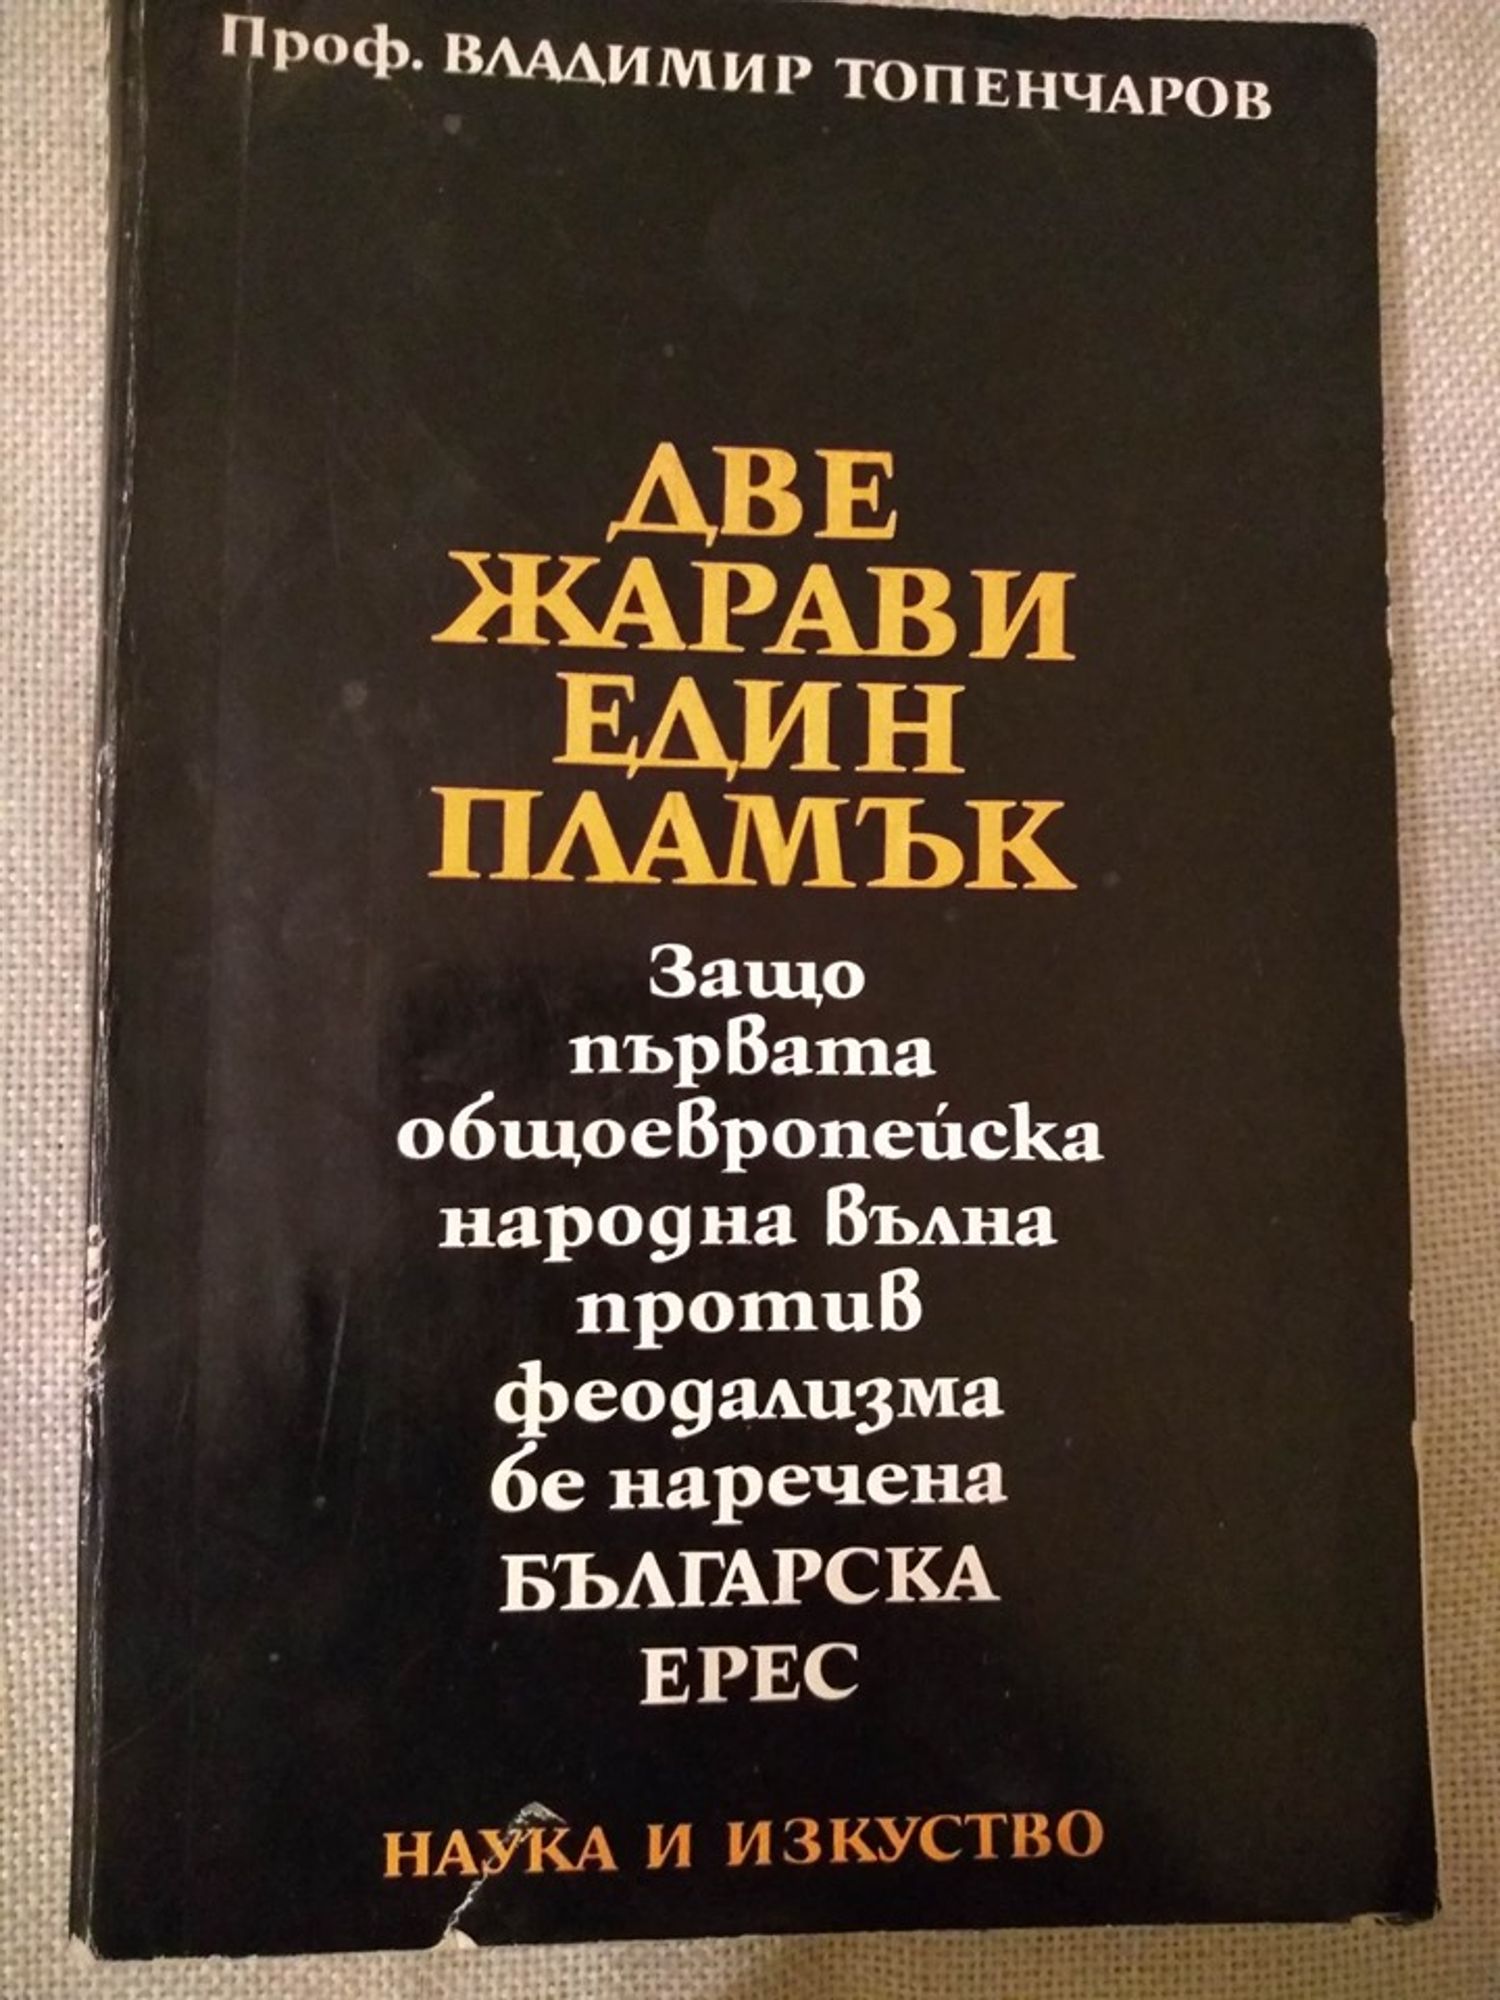 Проф. ВЛАДИМИР ТОПЕНЧАРОВ
ДВЕ
ЖАРАВИ
ЕДИН
ПЛАМЪК
Защо
първата
общоевропейска
народна вълна
против
феодализма
бе наречена
БЪЛГАРСКА
ЕРЕС
НАУКА И ИЗКУСТВО